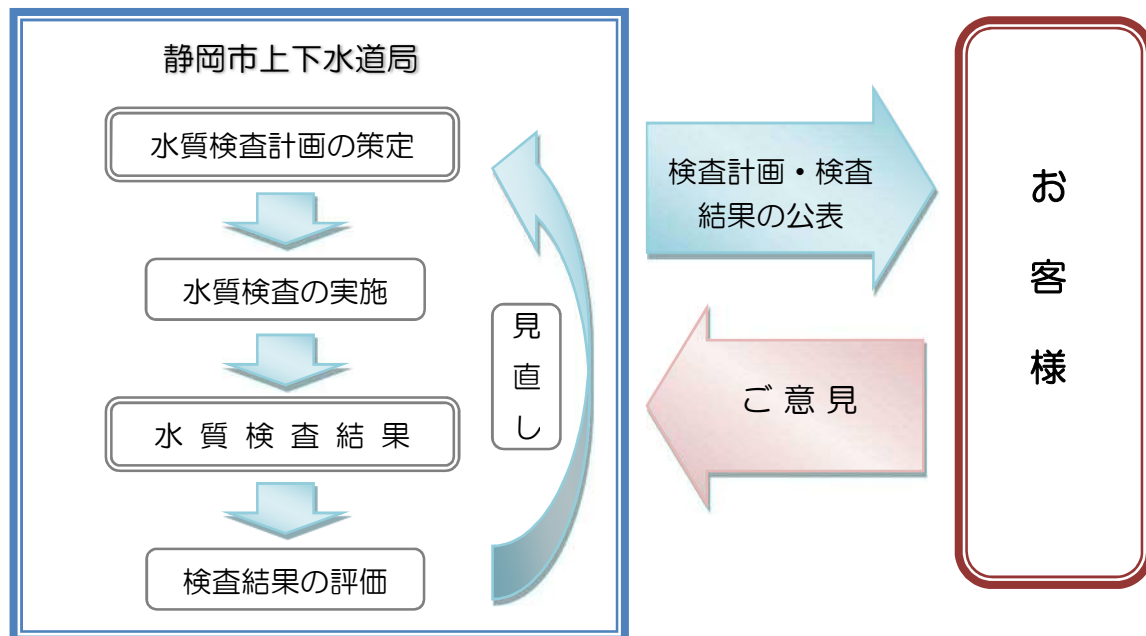 静岡市上下水道局
水質検査計画の策定
水質検査の実施
水質検査結果
検査結果の評価
見直し
検査計画・検査
結果の公表
ご意見
お客様